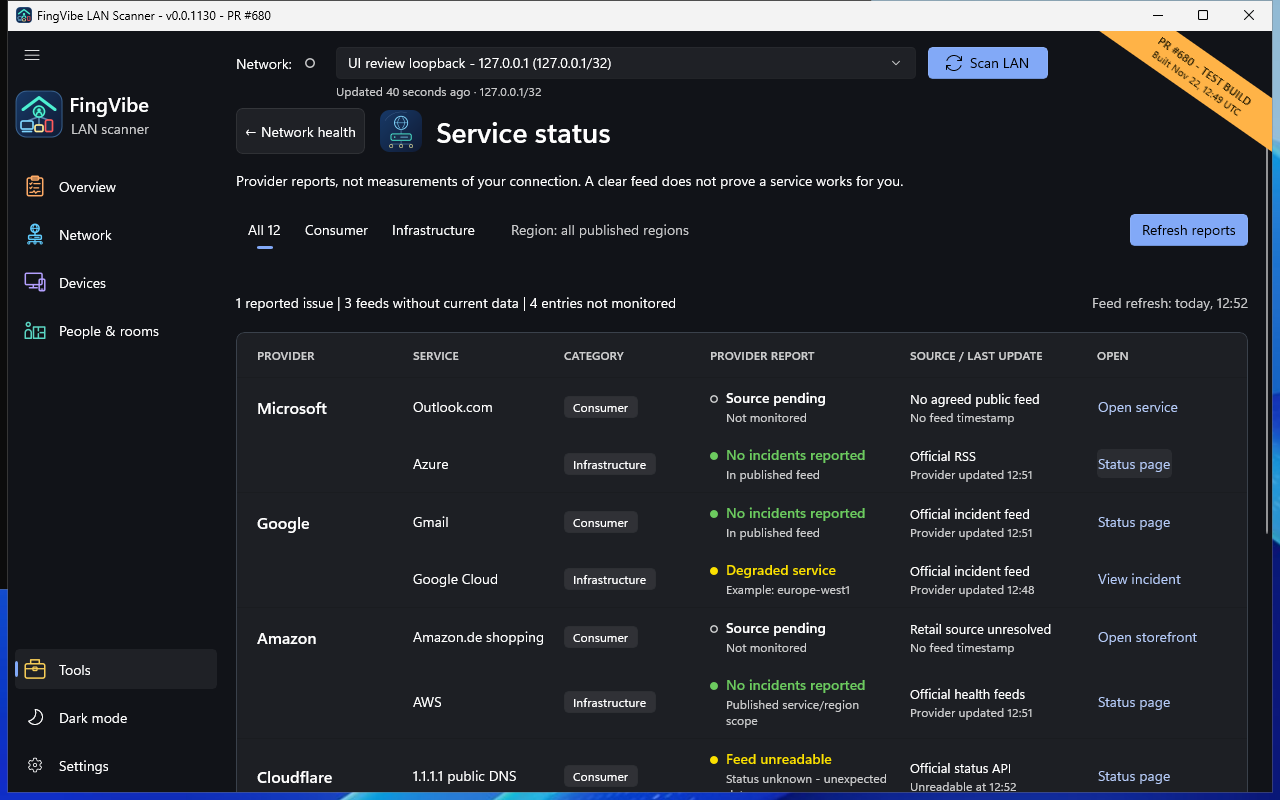 FingVibe LAN Scanner - v0.0.1130 - PR #680
PR #680 - TEST BUILD
Built Nov 22, 12:49 UTC
Network:
UI review loopback - 127.0.0.1 (127.0.0.1/32)
Scan LAN
Updated 40 seconds ago · 127.0.0.1/32
FingVibe
LAN scanner
Overview
Network
Devices
People & rooms
Tools
Dark mode
Settings
← Network health
Service status
Provider reports, not measurements of your connection. A clear feed does not prove a service works for you.
All 12 Consumer Infrastructure Region: all published regions
Refresh reports
1 reported issue | 3 feeds without current data | 4 entries not monitored
Feed refresh: today, 12:52
PROVIDER SERVICE CATEGORY PROVIDER REPORT SOURCE / LAST UPDATE OPEN
Microsoft Outlook.com Consumer Source pending No agreed public feed Open service
Not monitored No feed timestamp
Azure Infrastructure No incidents reported Official RSS Status page
In published feed Provider updated 12:51
Google Gmail Consumer No incidents reported Official incident feed Status page
In published feed Provider updated 12:51
Google Cloud Infrastructure Degraded service Official incident feed View incident
Example: europe-west1 Provider updated 12:48
Amazon Amazon.de shopping Consumer Source pending Retail source unresolved Open storefront
Not monitored No feed timestamp
AWS Infrastructure No incidents reported Official health feeds Status page
Published service/region Provider updated 12:51
scope
Cloudflare 1.1.1.1 public DNS Consumer Feed unreadable Official status API Status page
Status unknown - unexpected Unreadable at 12:52